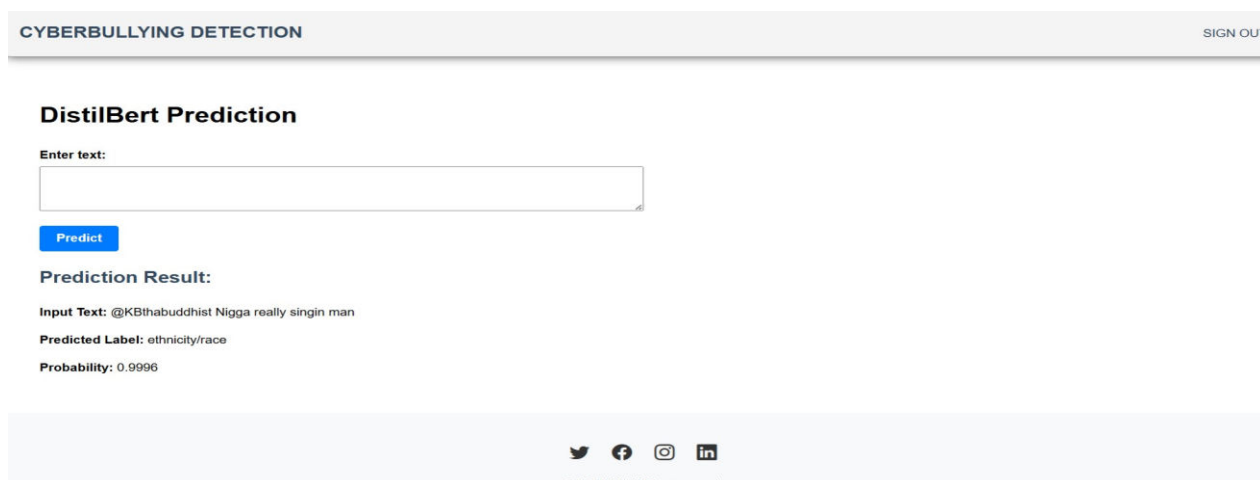 CYBERBULLYING DETECTION
SIGN OU
DistilBert Prediction
Enter text:
Predict
Prediction Result:
Input Text: @KBthabuddhist Nigga really singin man
Predicted Label: ethnicity/race
Probability: 0.9996